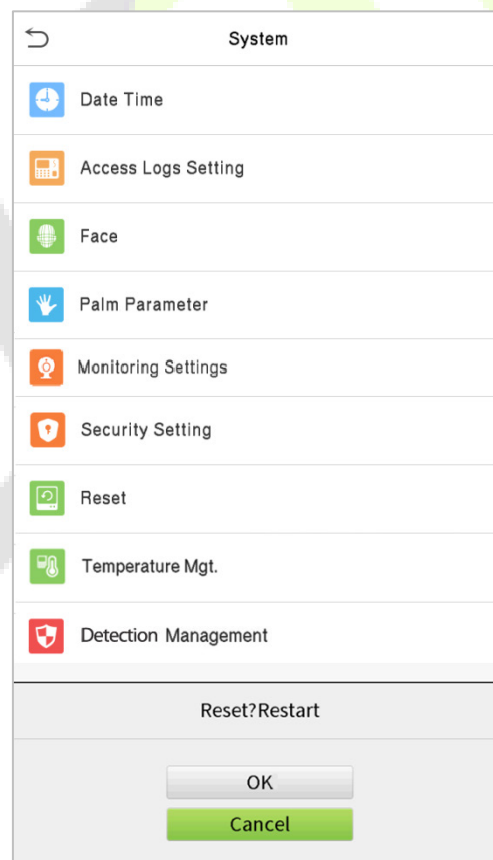 System
Date Time
Access Logs Setting
Face
Palm Parameter
Monitoring Settings
Security Setting
Reset
Temperature Mgt.
Detection Management
Reset?Restart
OK
Cancel